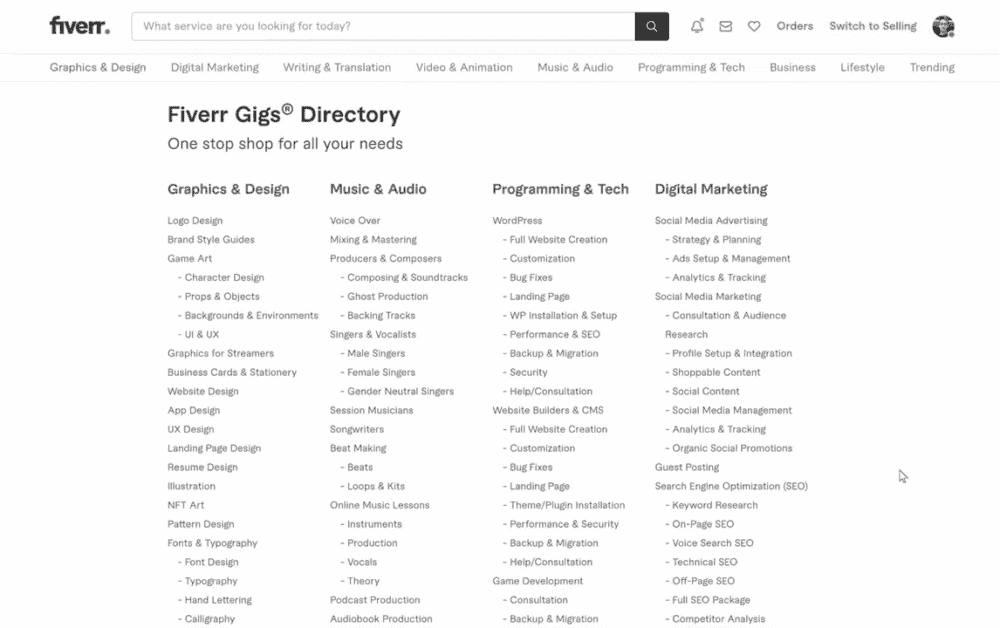 fiverr.
What service are you looking for today?
Orders
Switch to Selling
Graphics & Design
Digital Marketing
Writing & Translation
Video & Animation
Music & Audio
Programming & Tech
Business
Lifestyle
Trending
Fiverr Gigs® Directory
One stop shop for all your needs
Graphics & Design
Logo Design
Brand Style Guides
Game Art
- Character Design
- Props & Objects
- Backgrounds & Environments
- UI & UX
Graphics for Streamers
Business Cards & Stationery
Website Design
App Design
UX Design
Landing Page Design
Resume Design
Illustration
NFT Art
Pattern Design
Fonts & Typography
- Font Design
- Typography
- Hand Lettering
- Calligraphy
Music & Audio
Voice Over
Mixing & Mastering
Producers & Composers
- Composing & Soundtracks
- Ghost Production
- Backing Tracks
Singers & Vocalists
- Male Singers
- Female Singers
- Gender Neutral Singers
Session Musicians
Songwriters
Beat Making
- Beats
- Loops & Kits
Online Music Lessons
- Instruments
- Production
- Vocals
- Theory
Podcast Production
Audiobook Production
Programming & Tech
WordPress
- Full Website Creation
- Customization
- Bug Fixes
- Landing Page
- WP Installation & Setup
- Performance & SEO
- Backup & Migration
- Security
- Help/Consultation
Website Builders & CMS
- Full Website Creation
- Customization
- Bug Fixes
- Landing Page
- Theme/Plugin Installation
- Performance & Security
- Backup & Migration
- Help/Consultation
Game Development
- Consultation
- Backup & Migration
Digital Marketing
Social Media Advertising
- Strategy & Planning
- Ads Setup & Management
- Analytics & Tracking
Social Media Marketing
- Consultation & Audience
Research
- Profile Setup & Integration
- Shoppable Content
- Social Content
- Social Media Management
- Analytics & Tracking
- Organic Social Promotions
Guest Posting
Search Engine Optimization (SEO)
- Keyword Research
- On-Page SEO
- Voice Search SEO
- Technical SEO
- Off-Page SEO
- Full SEO Package
- Competitor Analysis